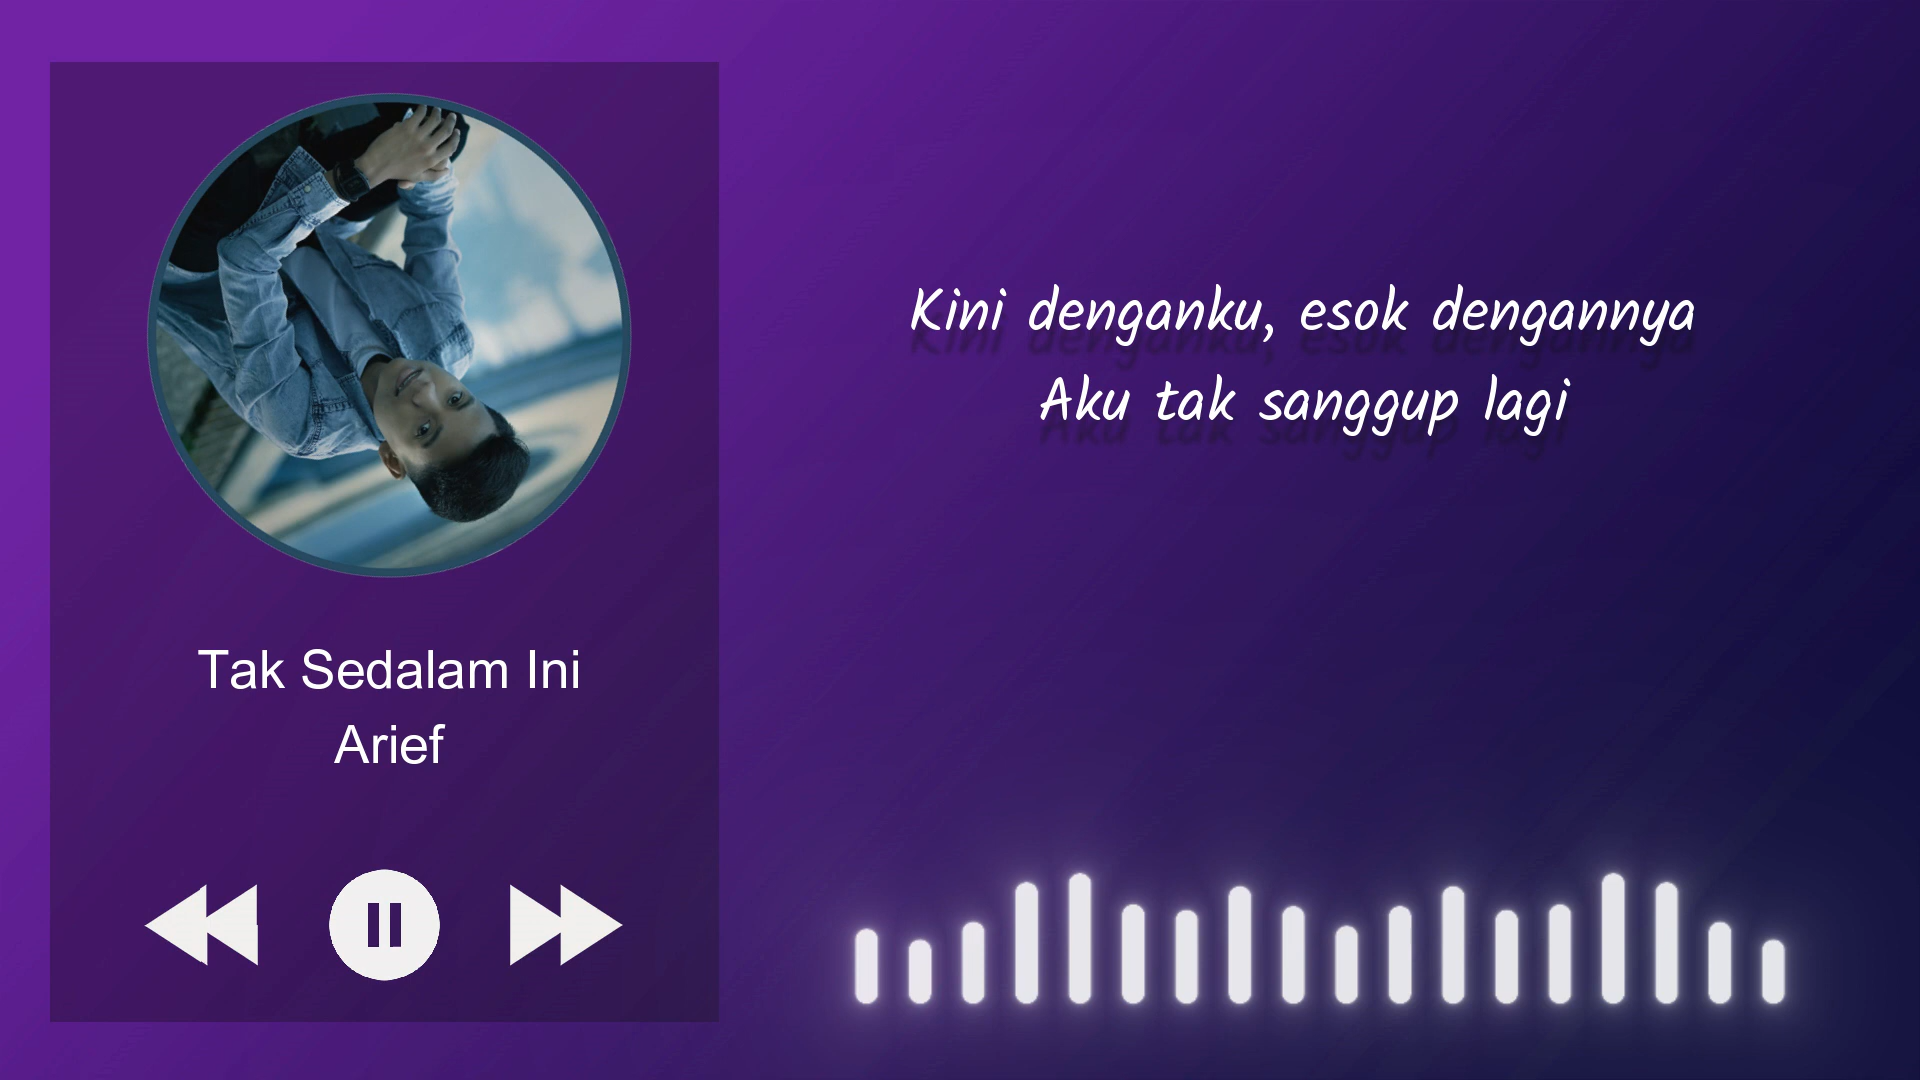 Tak Sedalam Ini
Arief
Kini denganku, esok dengannya
Aku tak sanggup lagi